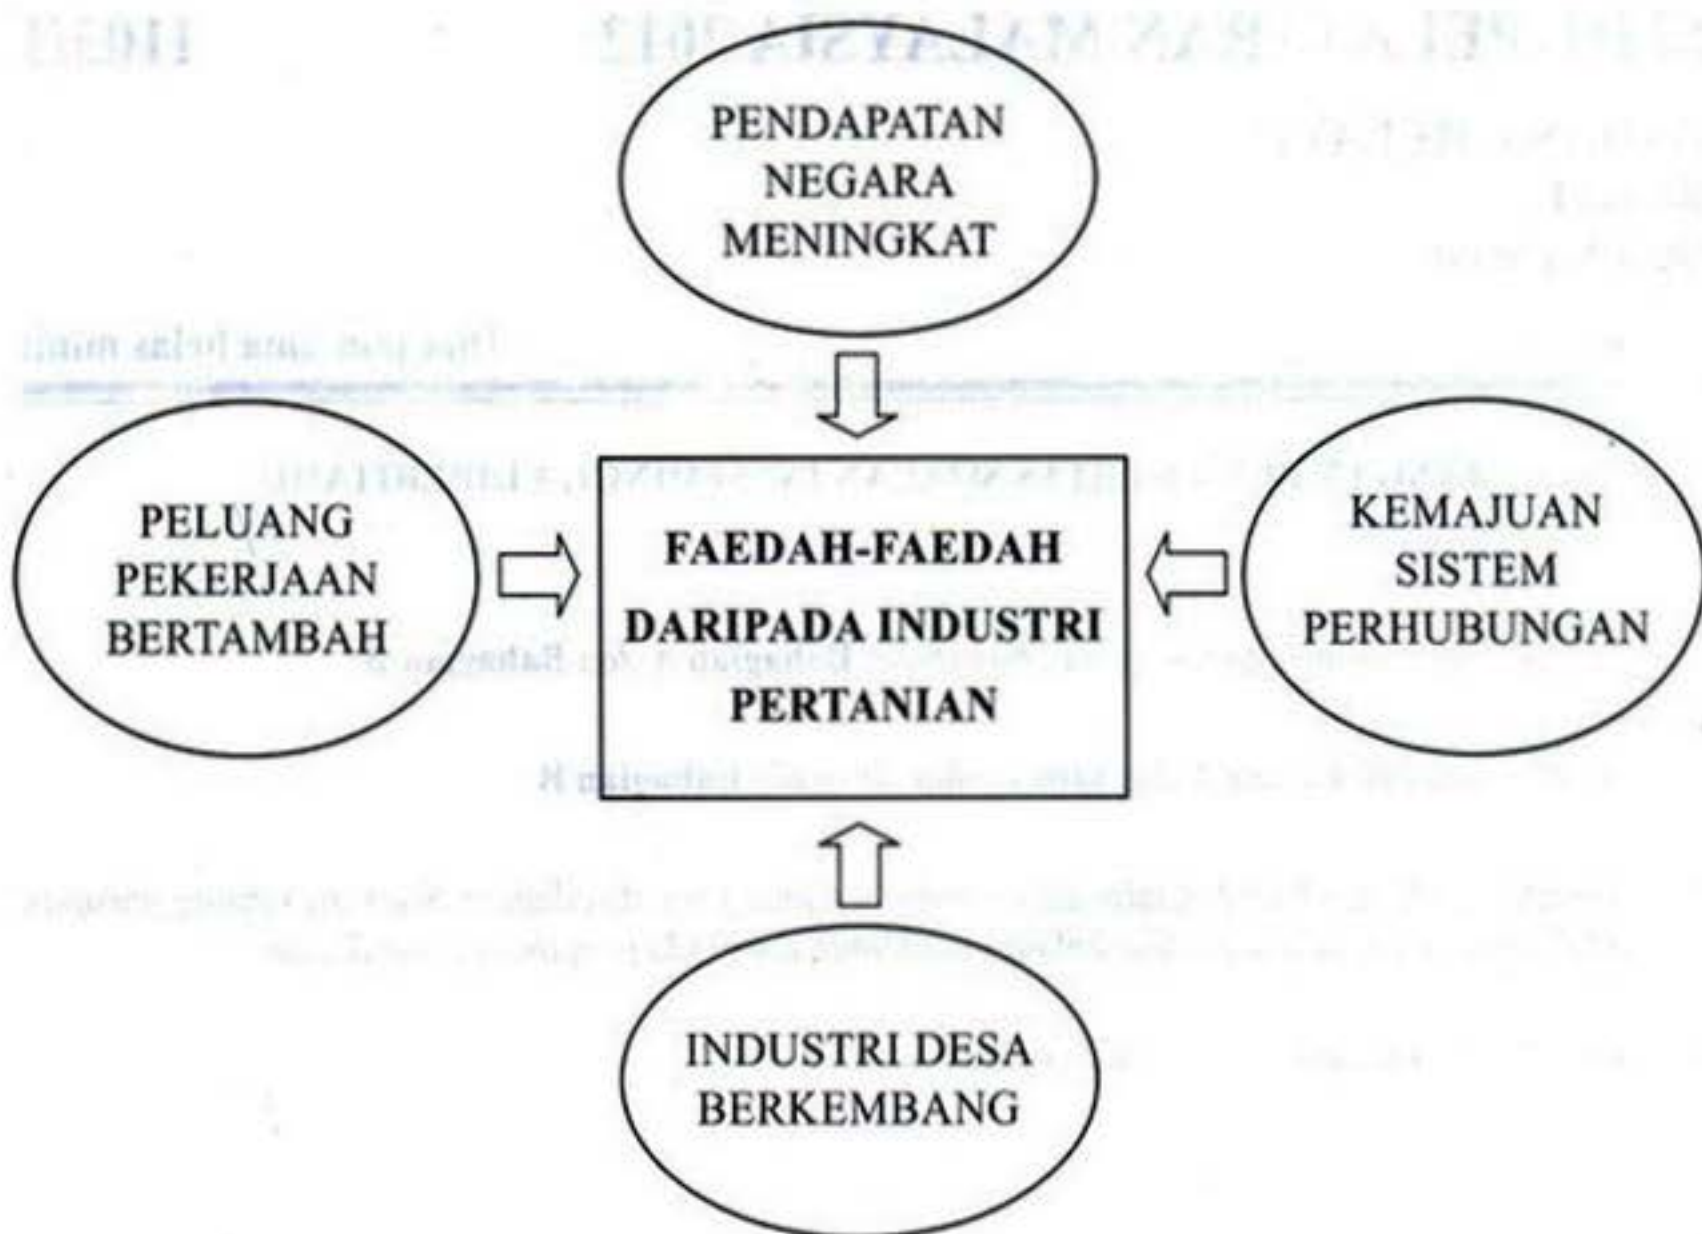 PENDAPATAN
NEGARA
MENINGKAT
PELUANG
PEKERJAAN
BERTAMBAH
FAEDAH-FAEDAH
DARIPADA INDUSTRI
PERTANIAN
KEMAJUAN
SISTEM
PERHUBUNGAN
INDUSTRI DESA
BERKEMBANG